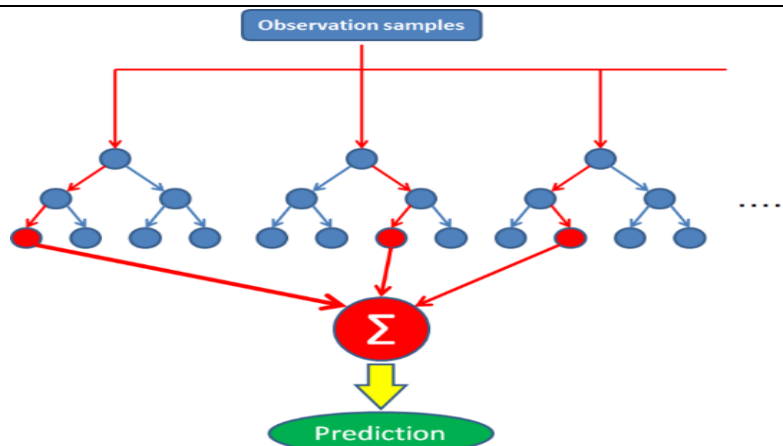 Observation samples
....
Σ
Prediction